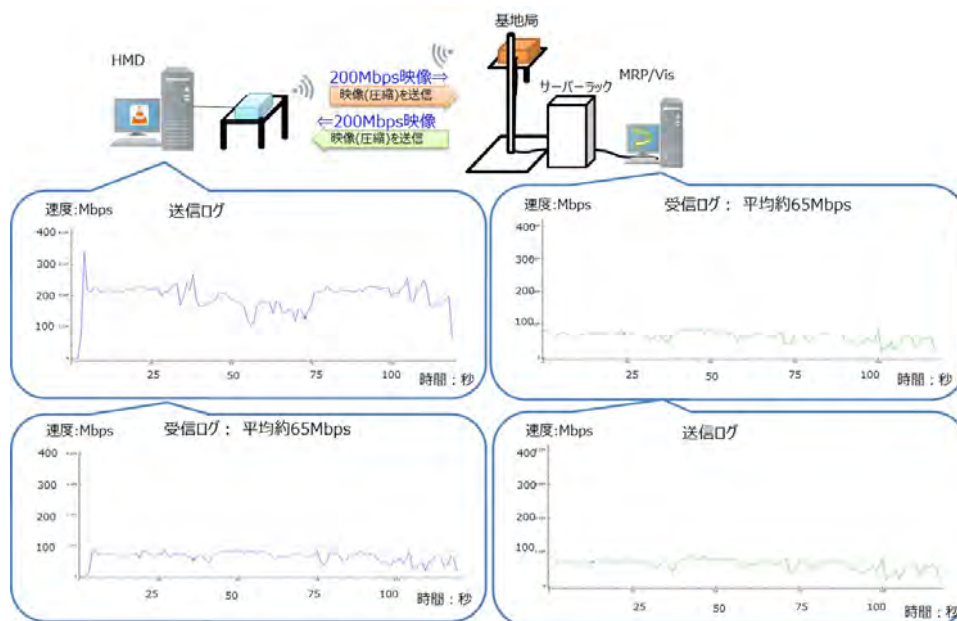 基地局
HMD
MRP/Vis
200Mbps映像⇒
サーバーラック
映像(圧縮)を送信
⇐200Mbps映像
映像(圧縮)を送信
速度:Mbps
送信ログ
400
300
200
100
25
50
75
100
時間：秒
速度:Mbps
受信ログ： 平均約65Mbps
400
300
200
100
25
50
75
100
時間：秒
速度:Mbps
受信ログ： 平均約65Mbps
400
300
200
100
25
50
75
100
時間：秒
速度:Mbps
送信ログ
400
300
200
100
25
50
75
100
時間：秒